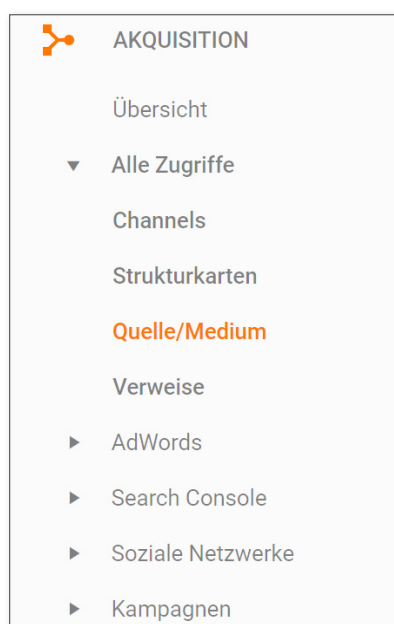 AKQUISITION
Übersicht
Alle Zugriffe
Channels
Strukturkarten
Quelle/Medium
Verweise
AdWords
Search Console
Soziale Netzwerke
Kampagnen